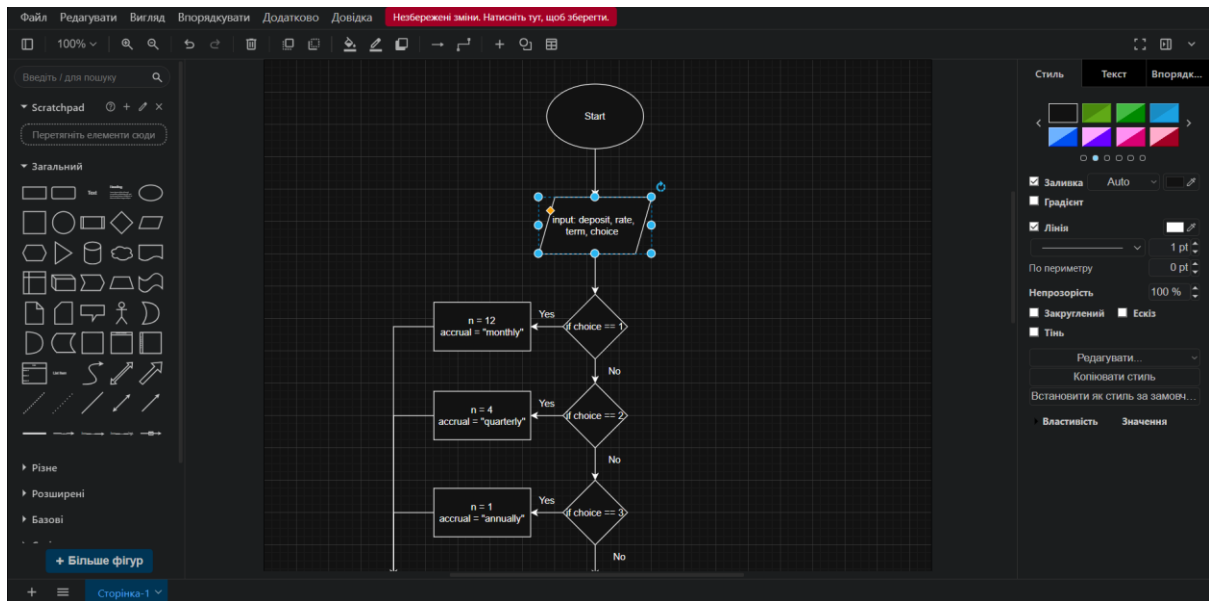 Файл Редагувати Вигляд Впорядкувати Додатково Довідка Незбережені зміни. Натисніть тут, щоб зберегти.
100%
Введіть / для пошуку
Scratchpad
Перетягніть елементи сюди
Загальний
Text
Heading
List Item
Різне
Розширені
Базові
+ Більше фігур
Сторінка-1
Start
input: deposit, rate,
term, choice
n = 12
accrual = "monthly"
Yes
if choice == 1
No
n = 4
accrual = "quarterly"
Yes
if choice == 2
No
n = 1
accrual = "annually"
Yes
if choice == 3
No
Стиль Текст Впорядк...
Заливка Auto
Градієнт
Лінія
1 pt
По периметру 0 pt
Непрозорість 100 %
Закруглений Ескіз
Тінь
Редагувати...
Копіювати стиль
Встановити як стиль за замовч...
Властивість Значення